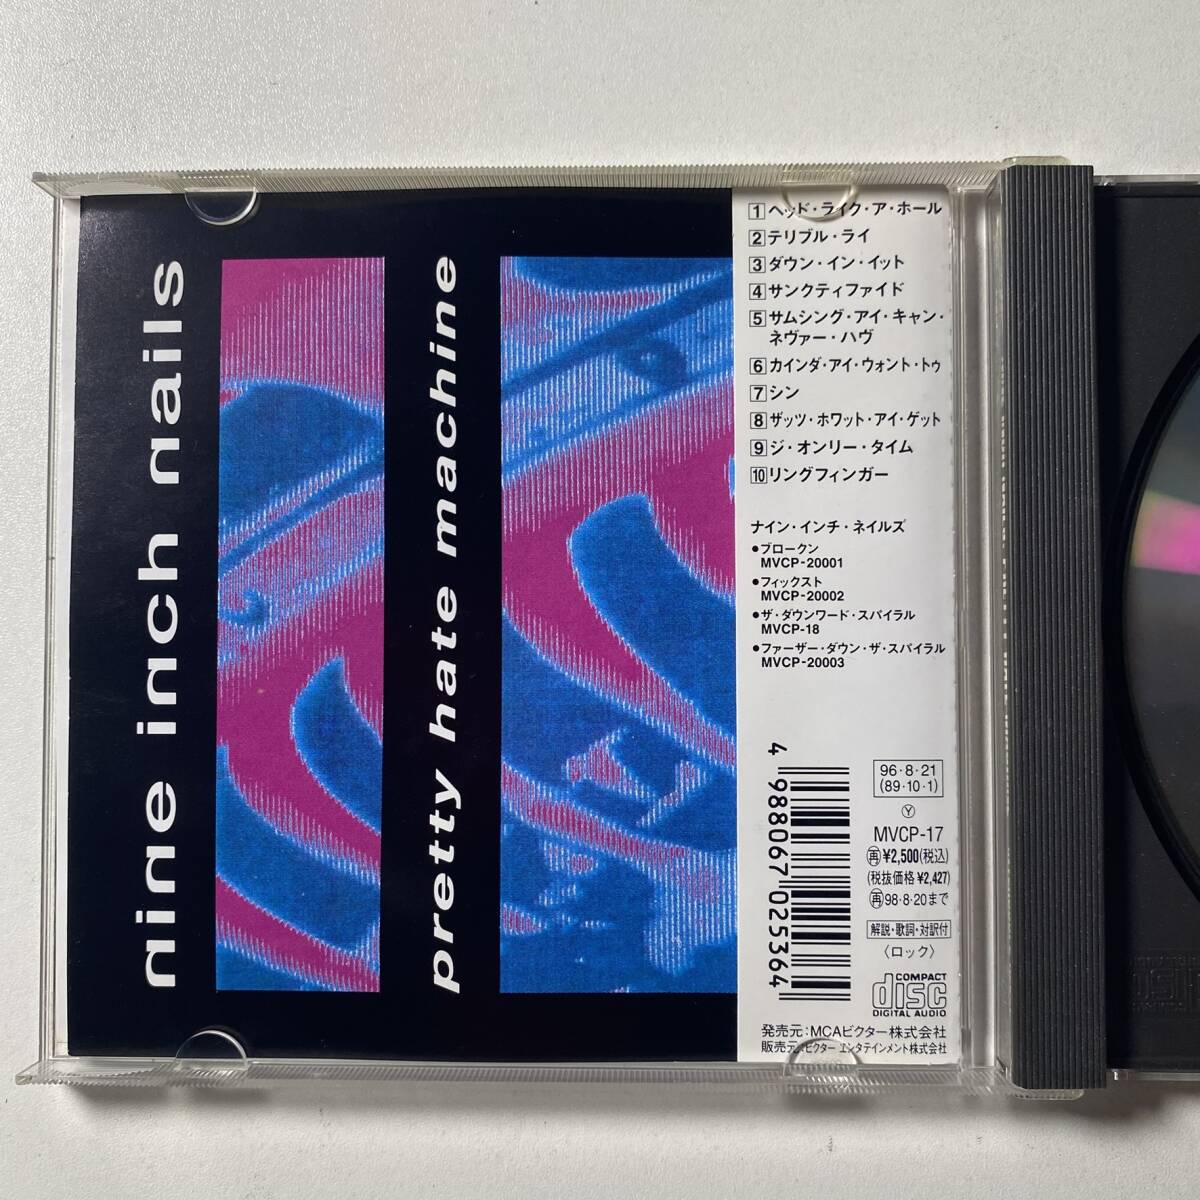 nine inch nails
pretty hate machine
1 ヘッド・ライク・ア・ホール
2 テリブル・ライ
3 ダウン・イン・イット
4 サンクティファイド
5 サムシング・アイ・キャン・
ネヴァー・ハヴ
6 カインダ・アイ・ウォント・トゥ
7 シン
8 ザッツ・ホワット・アイ・ゲット
9 ジ・オンリー・タイム
10 リングフィンガー
ナイン・インチ・ネイルズ
●ブロークン
MVCP-20001
●フィックスト
MVCP-20002
●ザ・ダウンワード・スパイラル
MVCP-18
●ファーザー・ダウン・ザ・スパイラル
MVCP-20003
4 988067 025364
96・8・21
(89・10・1)
Ⓨ
MVCP-17
再¥2,500(税込)
(税抜価格¥2,427)
再98・8・20まで
解説・歌詞・対訳付
〈ロック〉
COMPACT
disc
DIGITAL AUDIO
発売元:MCAビクター株式会社
販売元:ビクター エンタテインメント株式会社